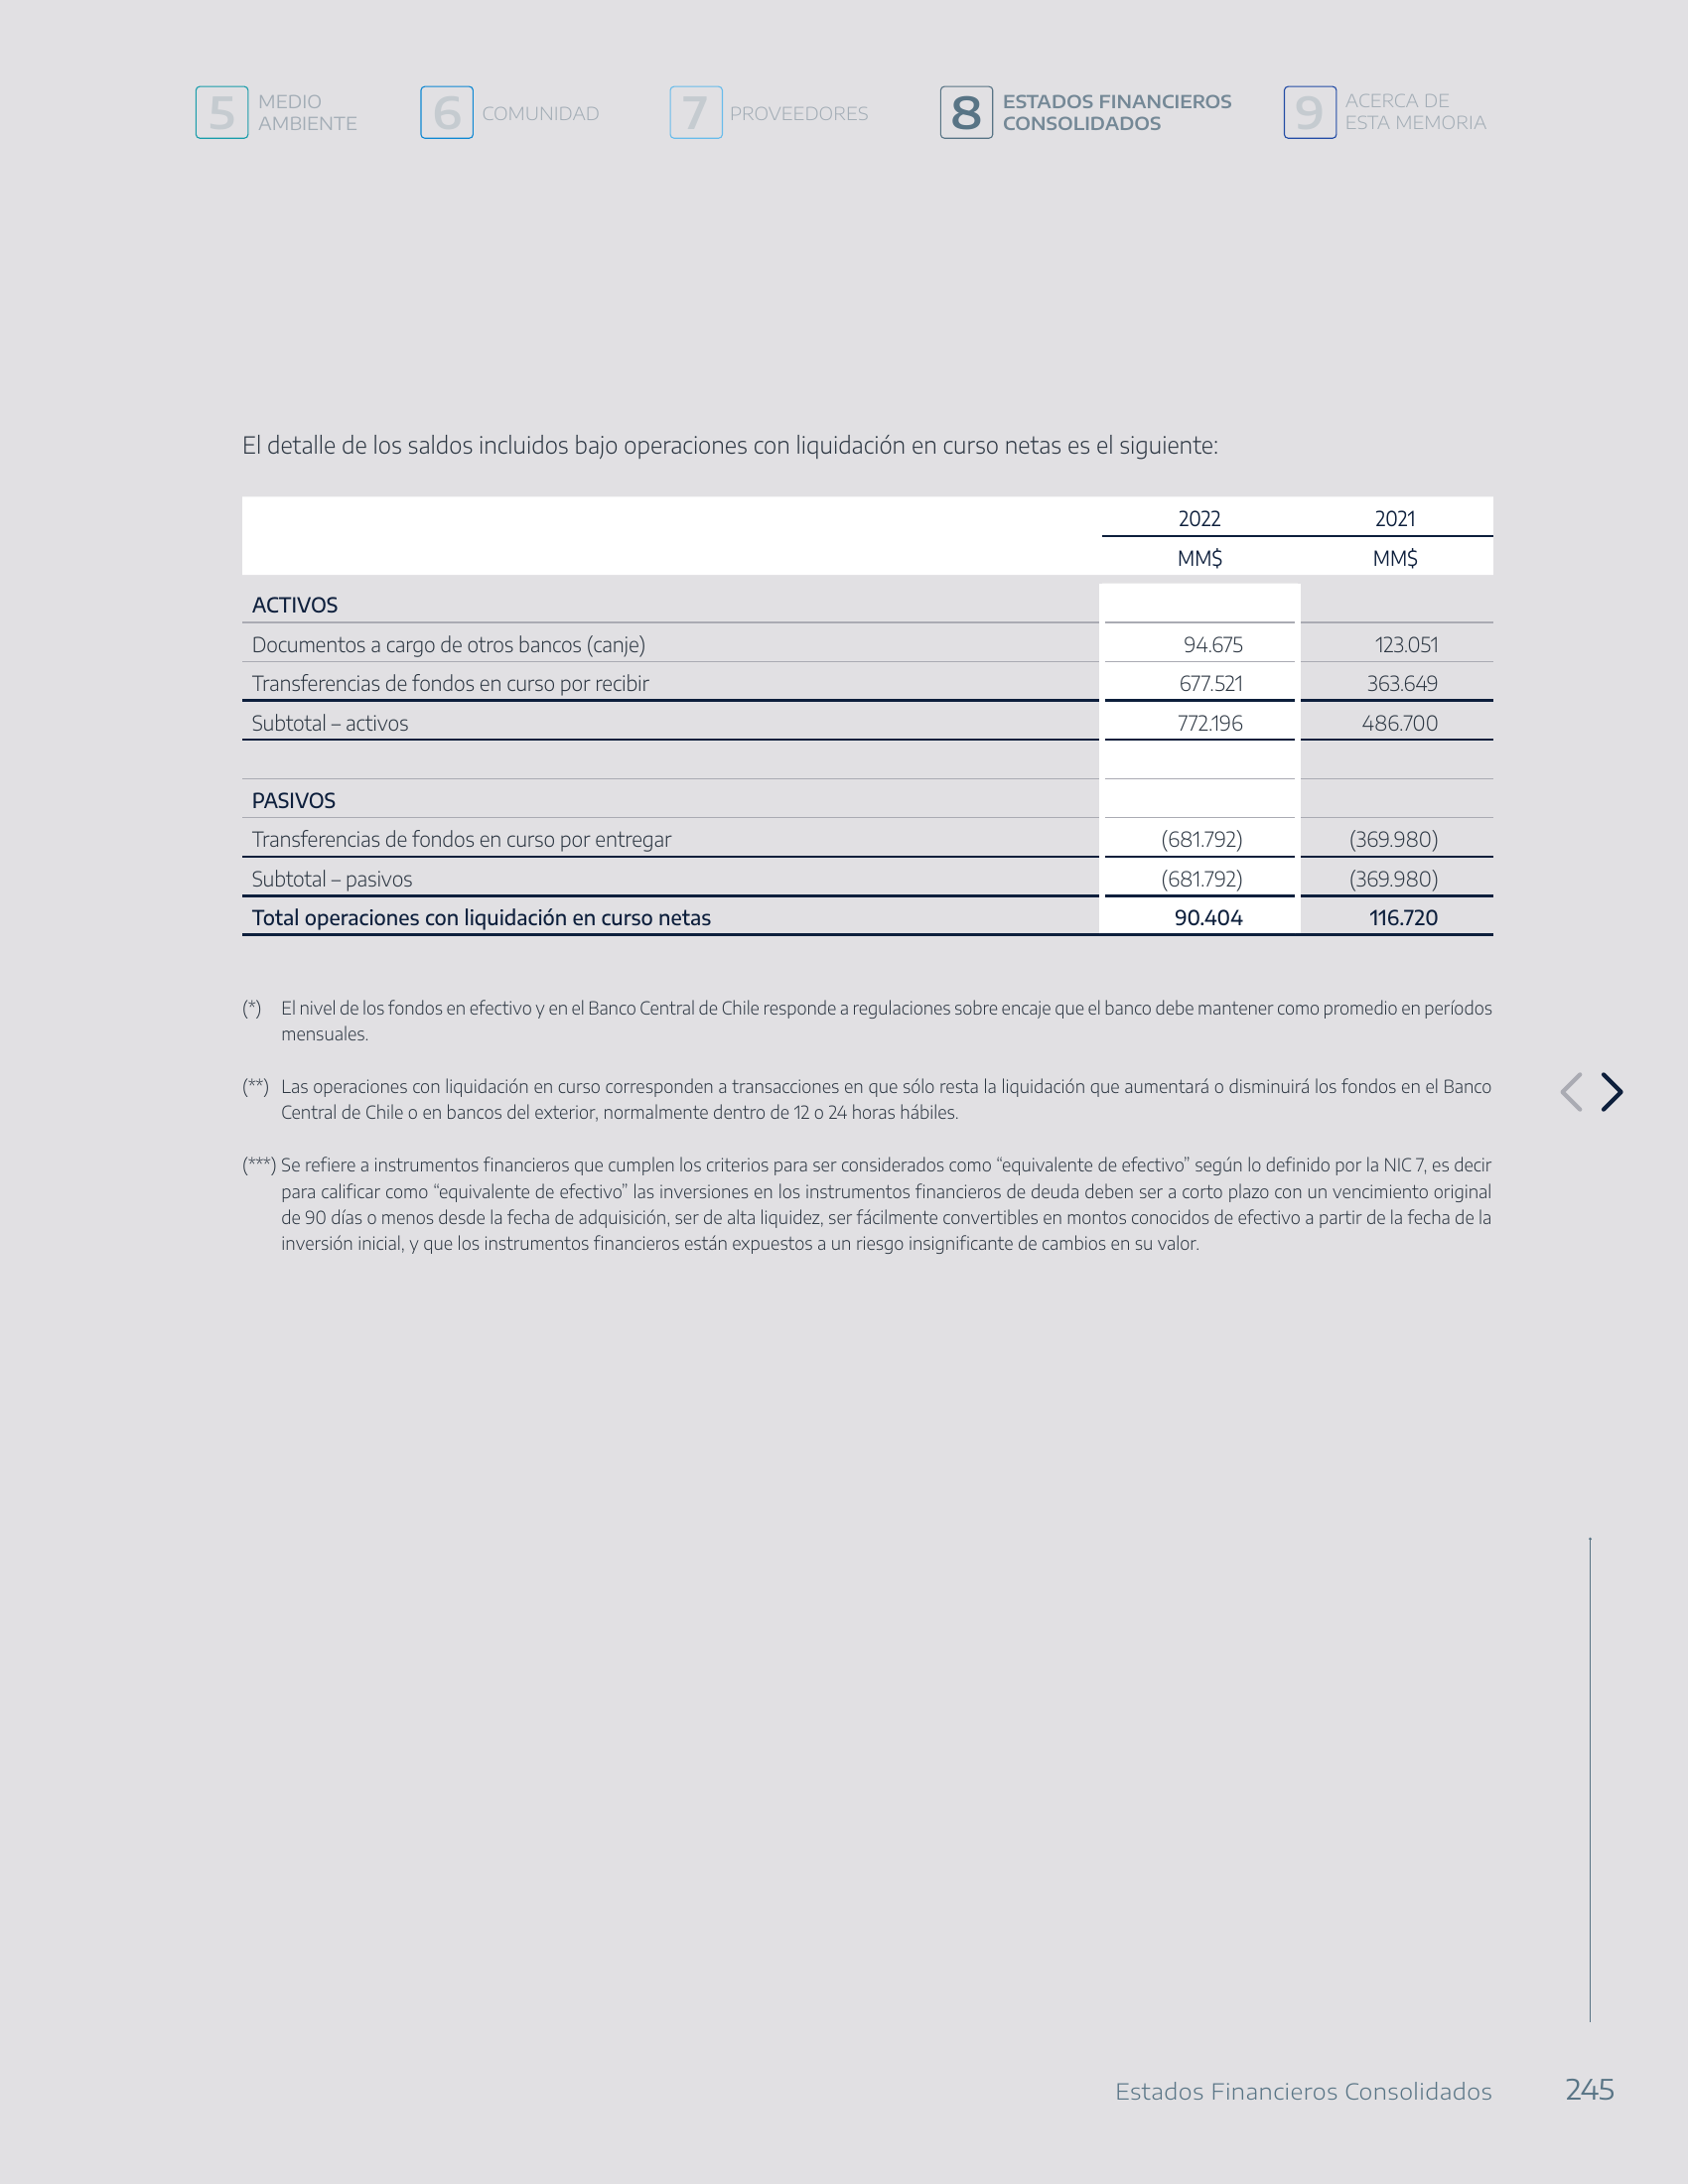 5 MEDIO
AMBIENTE
6 COMUNIDAD
7 PROVEEDORES
8 ESTADOS FINANCIEROS
CONSOLIDADOS
9 ACERCA DE
ESTA MEMORIA
El detalle de los saldos incluidos bajo operaciones con liquidación en curso netas es el siguiente:
2022 2021
MM$ MM$
ACTIVOS
Documentos a cargo de otros bancos (canje) 94.675 123.051
Transferencias de fondos en curso por recibir 677.521 363.649
Subtotal – activos 772.196 486.700
PASIVOS
Transferencias de fondos en curso por entregar (681.792) (369.980)
Subtotal – pasivos (681.792) (369.980)
Total operaciones con liquidación en curso netas 90.404 116.720
(*) El nivel de los fondos en efectivo y en el Banco Central de Chile responde a regulaciones sobre encaje que el banco debe mantener como promedio en períodos
mensuales.
(**) Las operaciones con liquidación en curso corresponden a transacciones en que sólo resta la liquidación que aumentará o disminuirá los fondos en el Banco
Central de Chile o en bancos del exterior, normalmente dentro de 12 o 24 horas hábiles.
(***) Se refiere a instrumentos financieros que cumplen los criterios para ser considerados como “equivalente de efectivo” según lo definido por la NIC 7, es decir
para calificar como “equivalente de efectivo” las inversiones en los instrumentos financieros de deuda deben ser a corto plazo con un vencimiento original
de 90 días o menos desde la fecha de adquisición, ser de alta liquidez, ser fácilmente convertibles en montos conocidos de efectivo a partir de la fecha de la
inversión inicial, y que los instrumentos financieros están expuestos a un riesgo insignificante de cambios en su valor.
Estados Financieros Consolidados 245